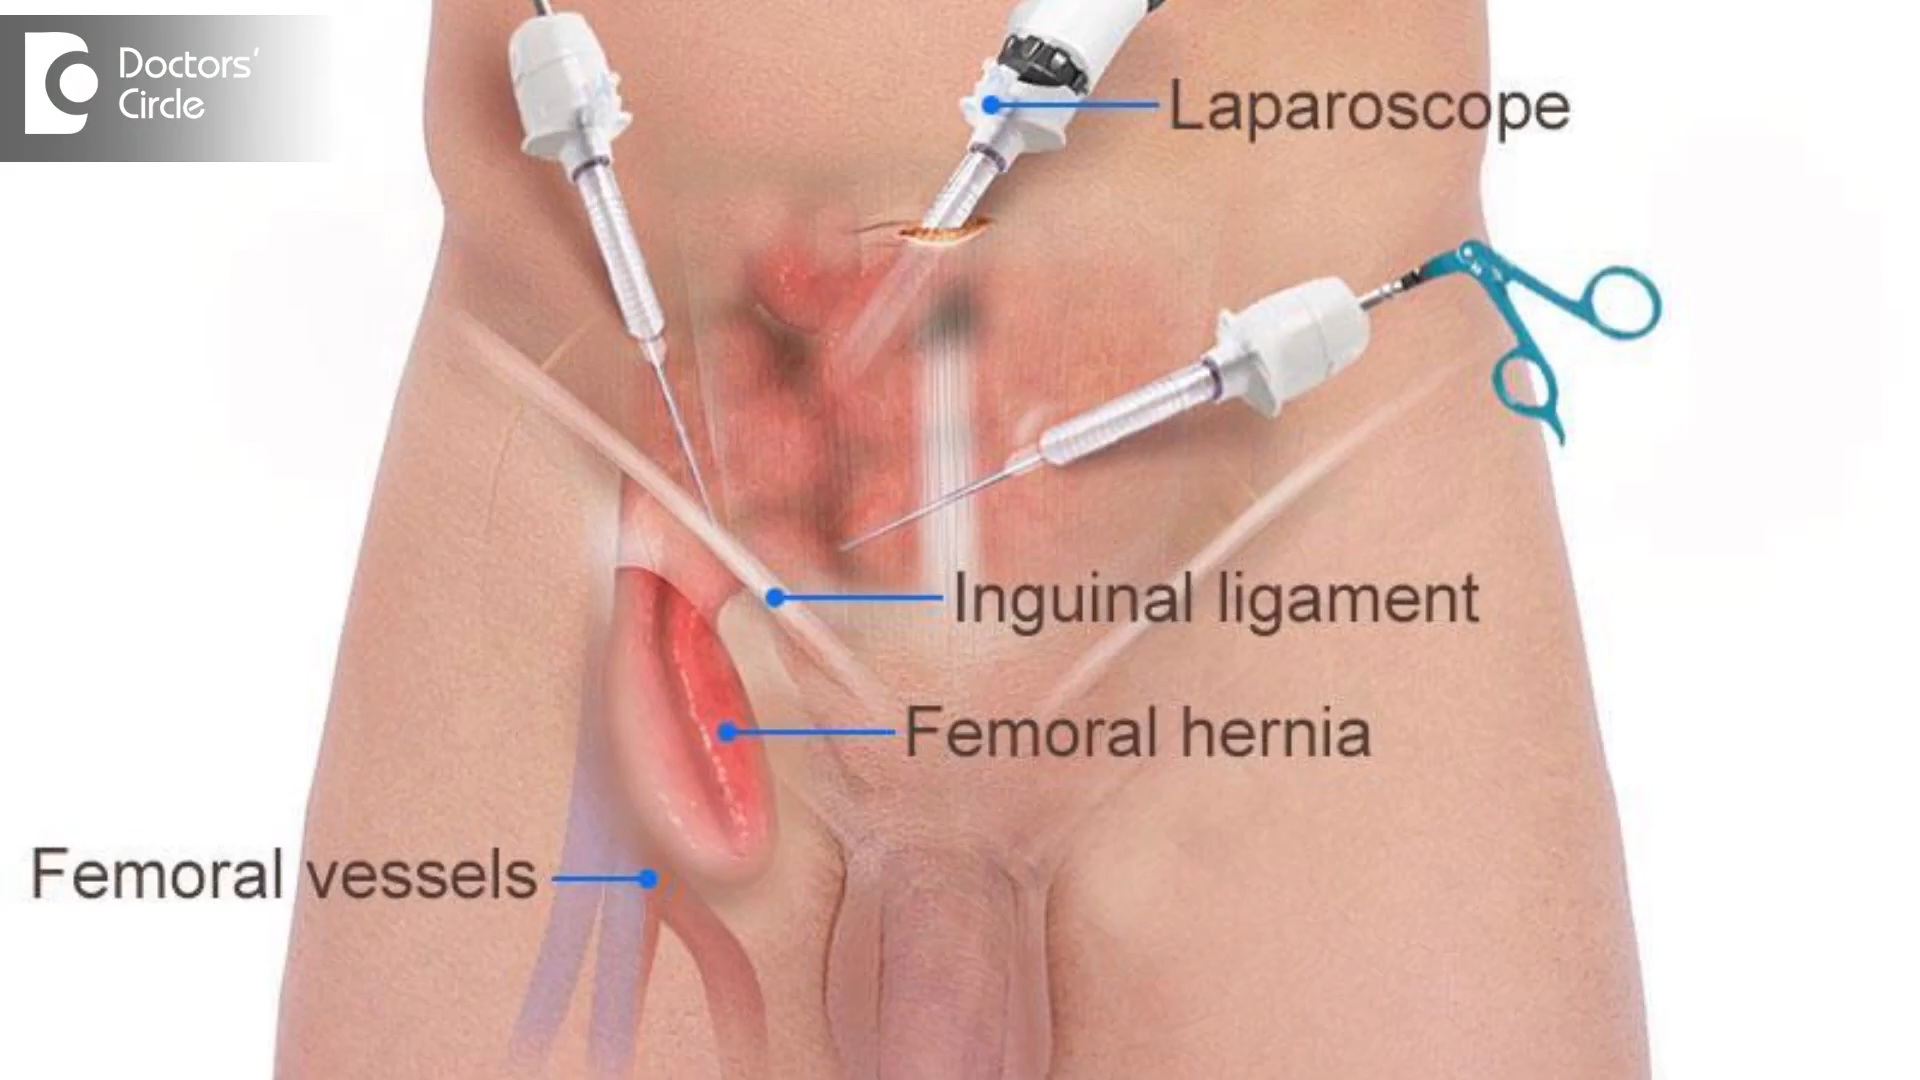 Doctors'
Circle
Laparoscope
Inguinal ligament
Femoral hernia
Femoral vessels